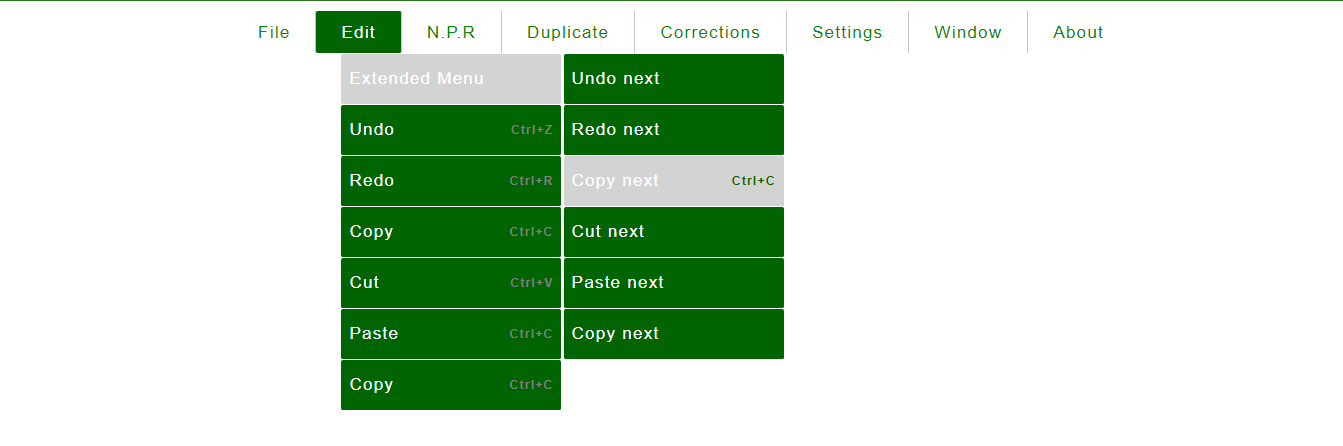 File Edit N.P.R Duplicate Corrections Settings Window About
Extended Menu Undo next
Undo Ctrl+Z Redo next
Redo Ctrl+R Copy next Ctrl+C
Copy Ctrl+C Cut next
Cut Ctrl+V Paste next
Paste Ctrl+C Copy next
Copy Ctrl+C